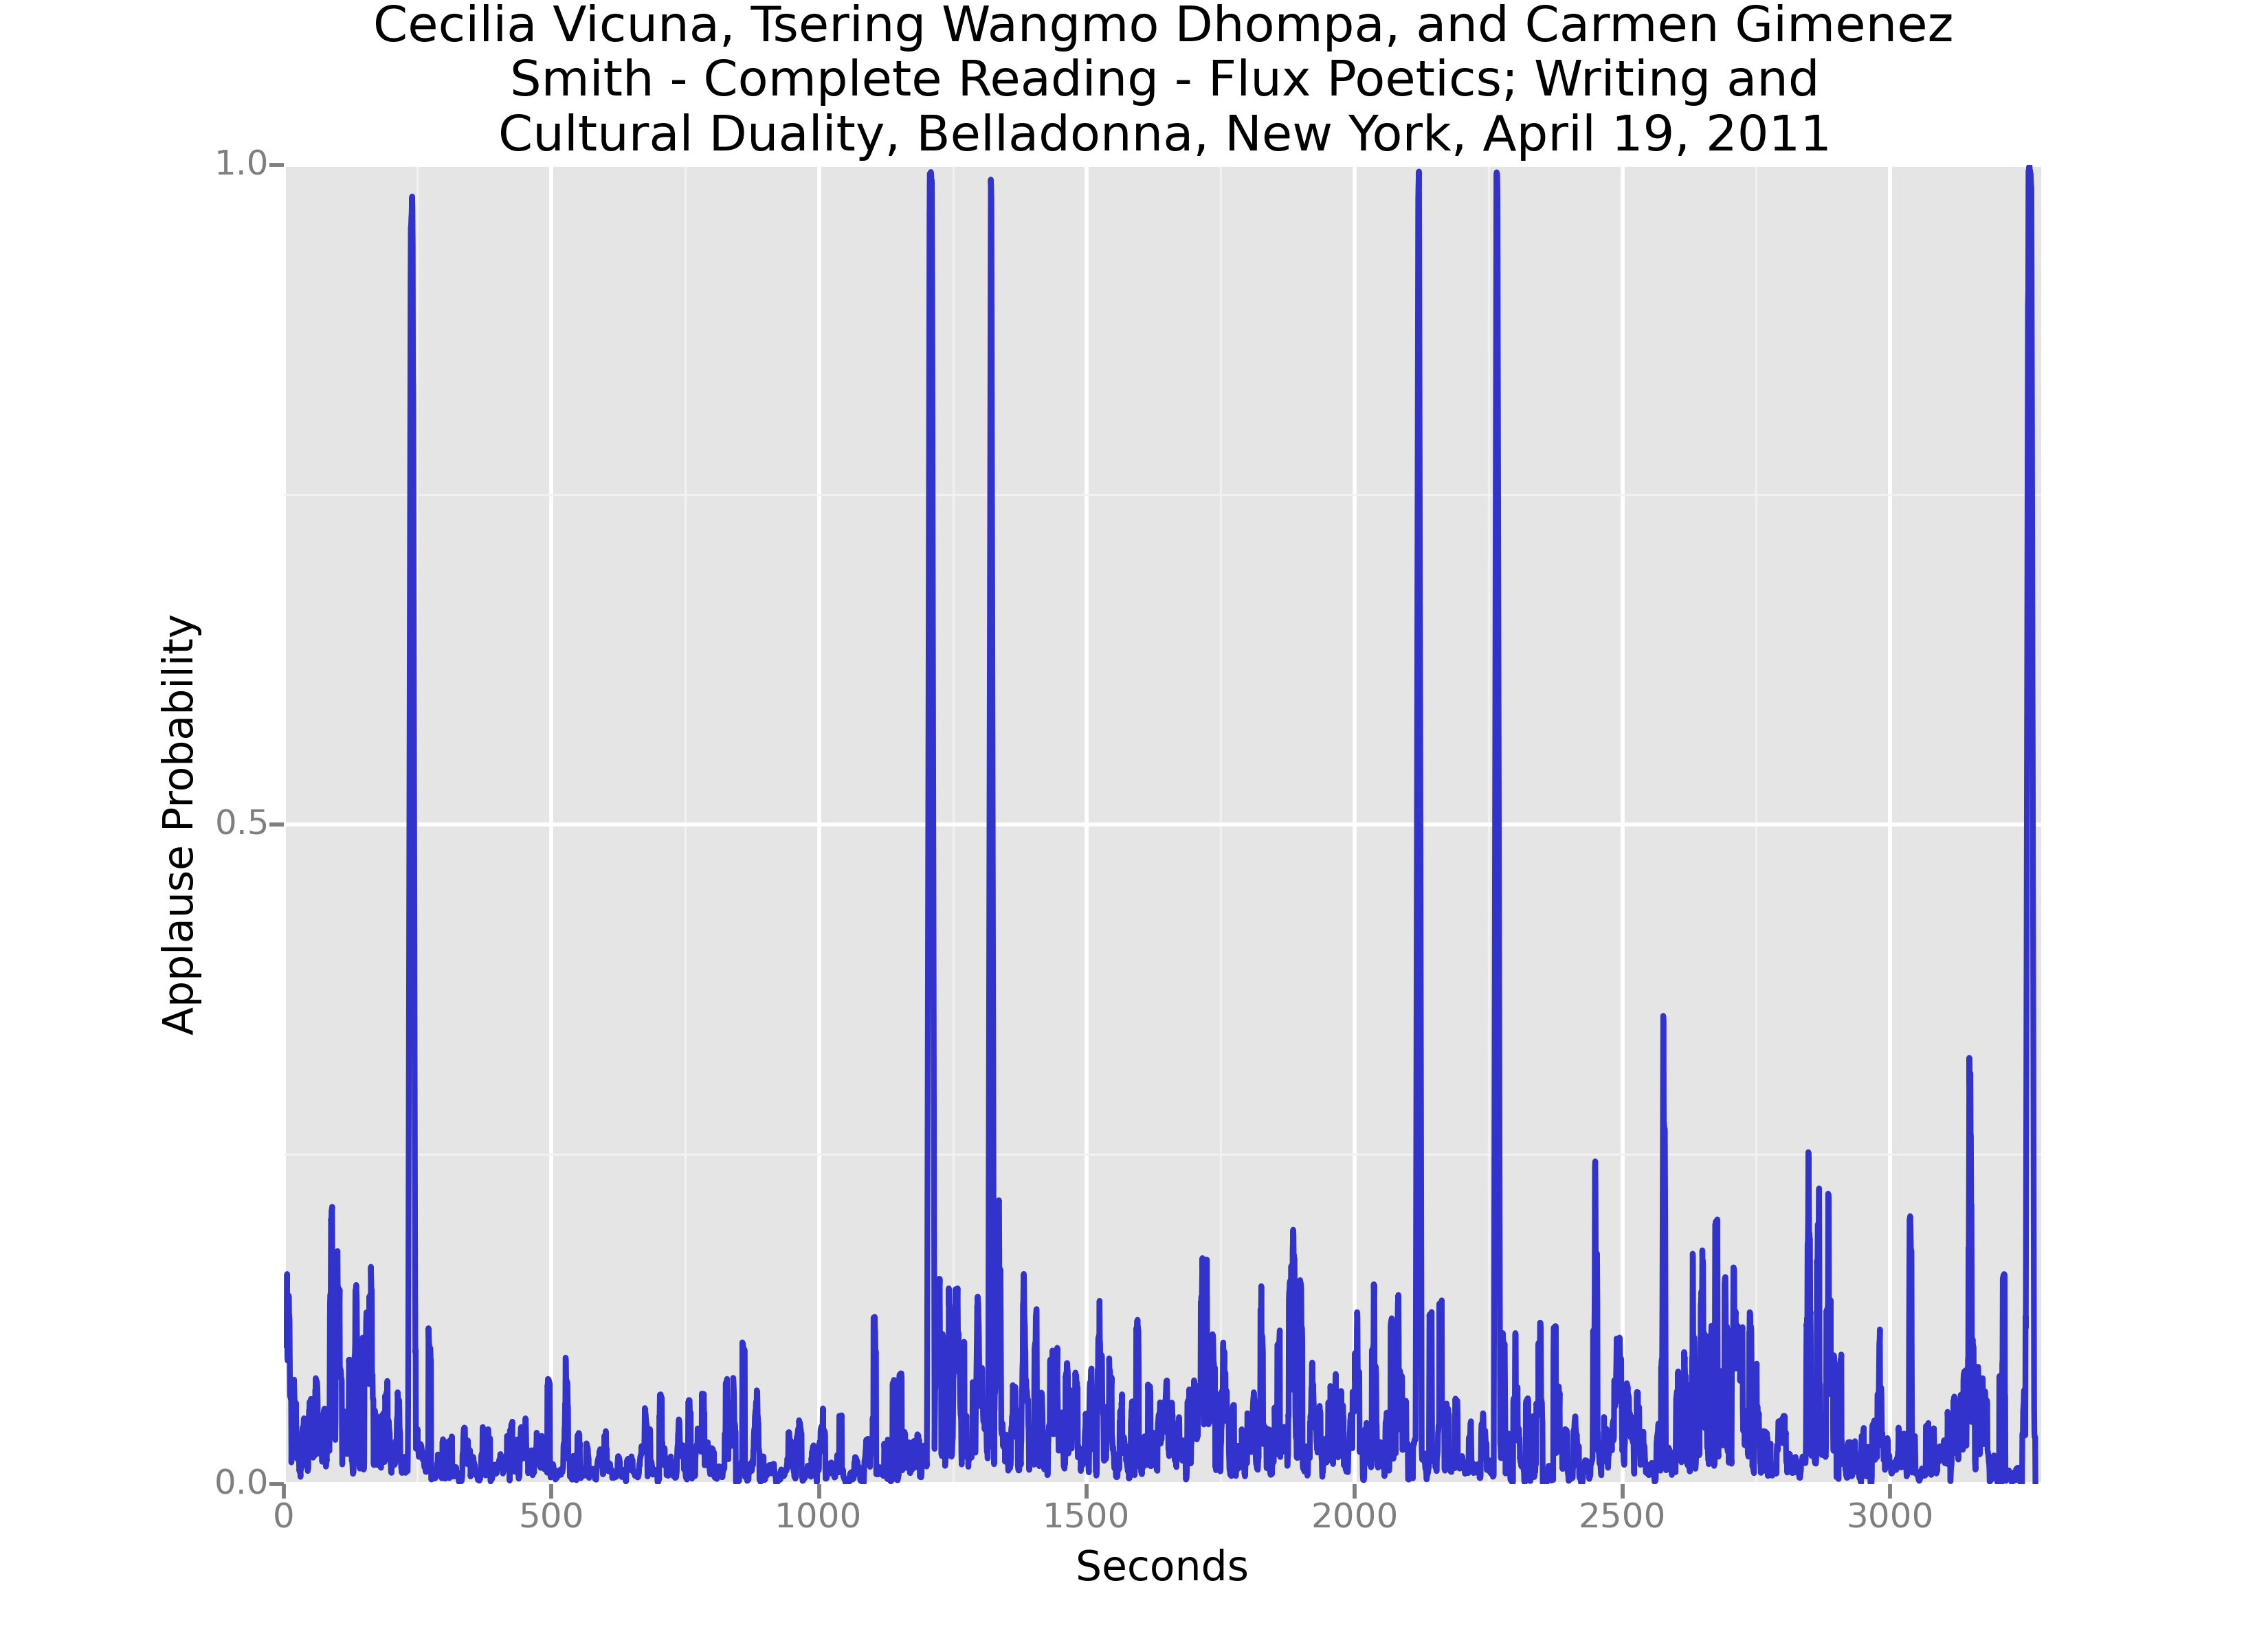 Cecilia Vicuna, Tsering Wangmo Dhompa, and Carmen Gimenez
Smith - Complete Reading - Flux Poetics; Writing and
Cultural Duality, Belladonna, New York, April 19, 2011
1.0
0.5
0.0
Applause Probability
0 500 1000 1500 2000 2500 3000
Seconds